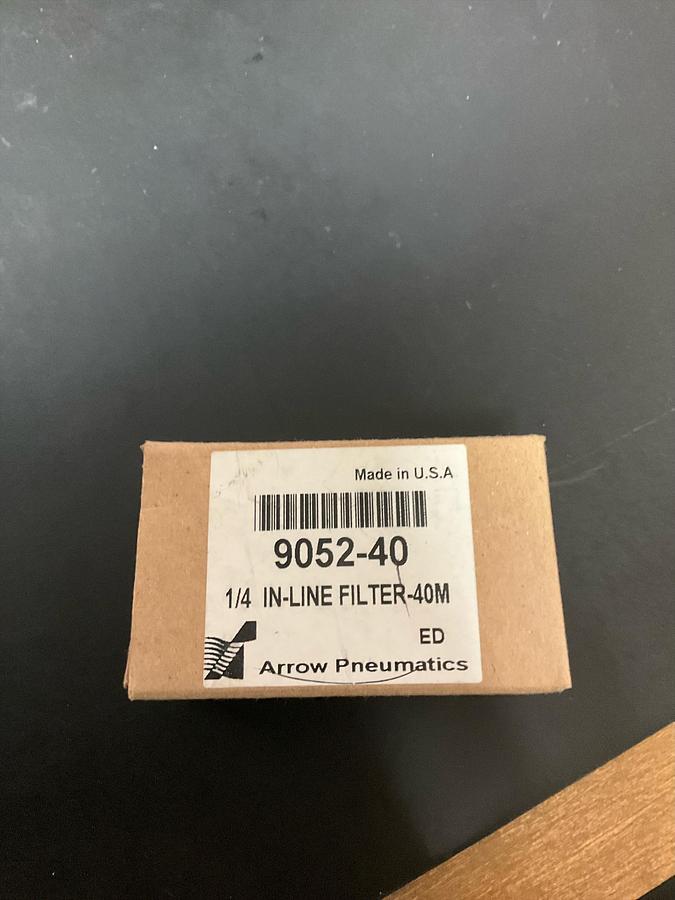 Made in U.S.A
9052-40
1/4 IN-LINE FILTER-40M
ED
Arrow Pneumatics